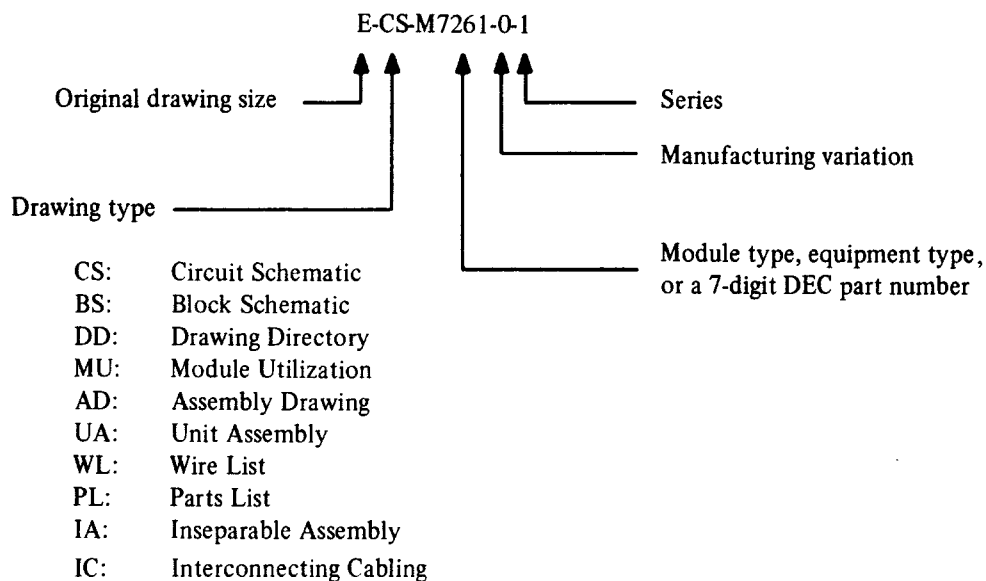 E-CS-M7261-0-1
Original drawing size
Series
Manufacturing variation
Drawing type
Module type, equipment type,
or a 7-digit DEC part number
CS: Circuit Schematic
BS: Block Schematic
DD: Drawing Directory
MU: Module Utilization
AD: Assembly Drawing
UA: Unit Assembly
WL: Wire List
PL: Parts List
IA: Inseparable Assembly
IC: Interconnecting Cabling